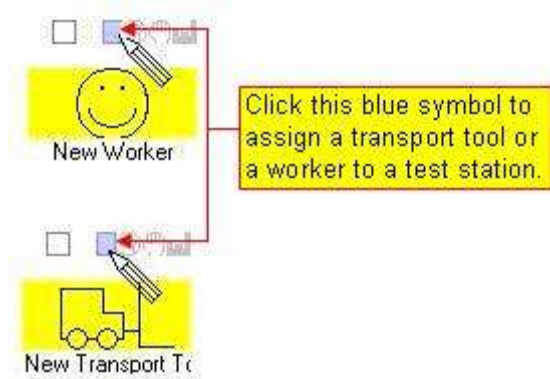 New Worker
Click this blue symbol to
assign a transport tool or
a worker to a test station.
New Transport To